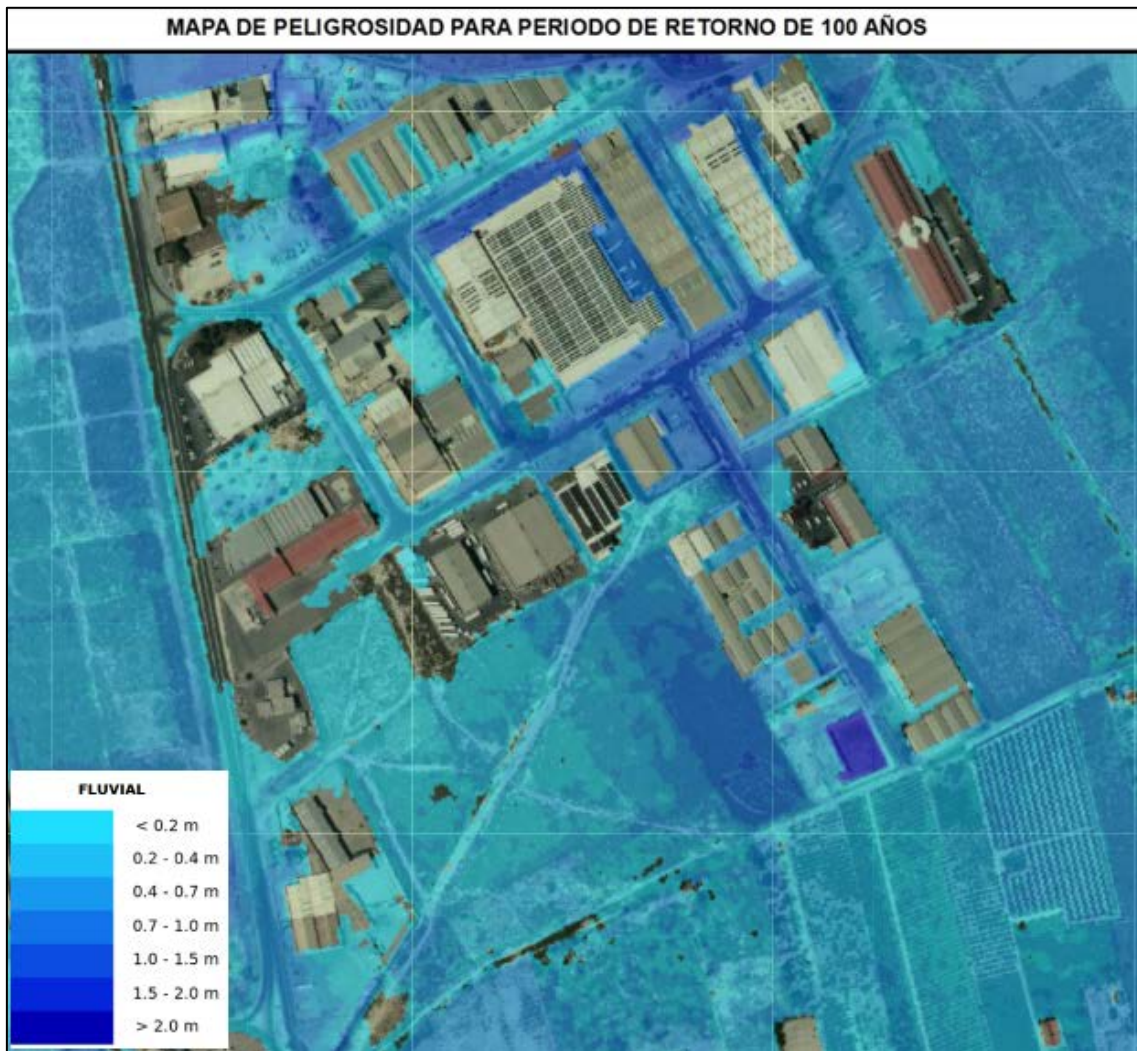 MAPA DE PELIGROSIDAD PARA PERIODO DE RETORNO DE 100 AÑOS
FLUVIAL
< 0.2 m
0.2 - 0.4 m
0.4 - 0.7 m
0.7 - 1.0 m
1.0 - 1.5 m
1.5 - 2.0 m
> 2.0 m